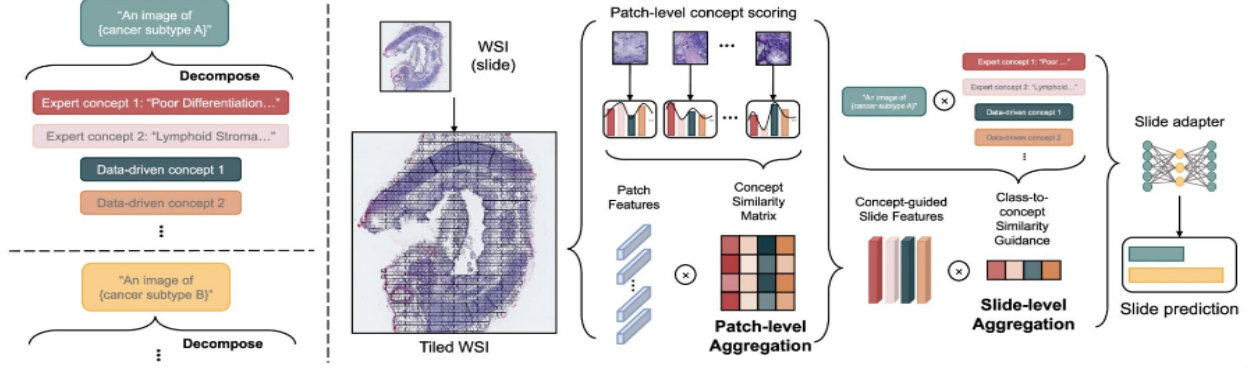 "An image of
{cancer subtype A}"
Decompose
Expert concept 1: "Poor Differentiation…"
Expert concept 2: "Lymphoid Stroma…"
Data-driven concept 1
Data-driven concept 2
"An image of
{cancer subtype B}"
Decompose
WSI
(slide)
Tiled WSI
Patch-level concept scoring
Patch
Features
Concept
Similarity
Matrix
Patch-level
Aggregation
"An image of
{cancer subtype A}"
Expert concept 1: "Poor …"
Expert concept 2: "Lymphoid…"
Data-driven concept 1
Data-driven concept 2
Concept-guided
Slide Features
Class-to-
concept
Similarity
Guidance
Slide-level
Aggregation
Slide adapter
Slide prediction